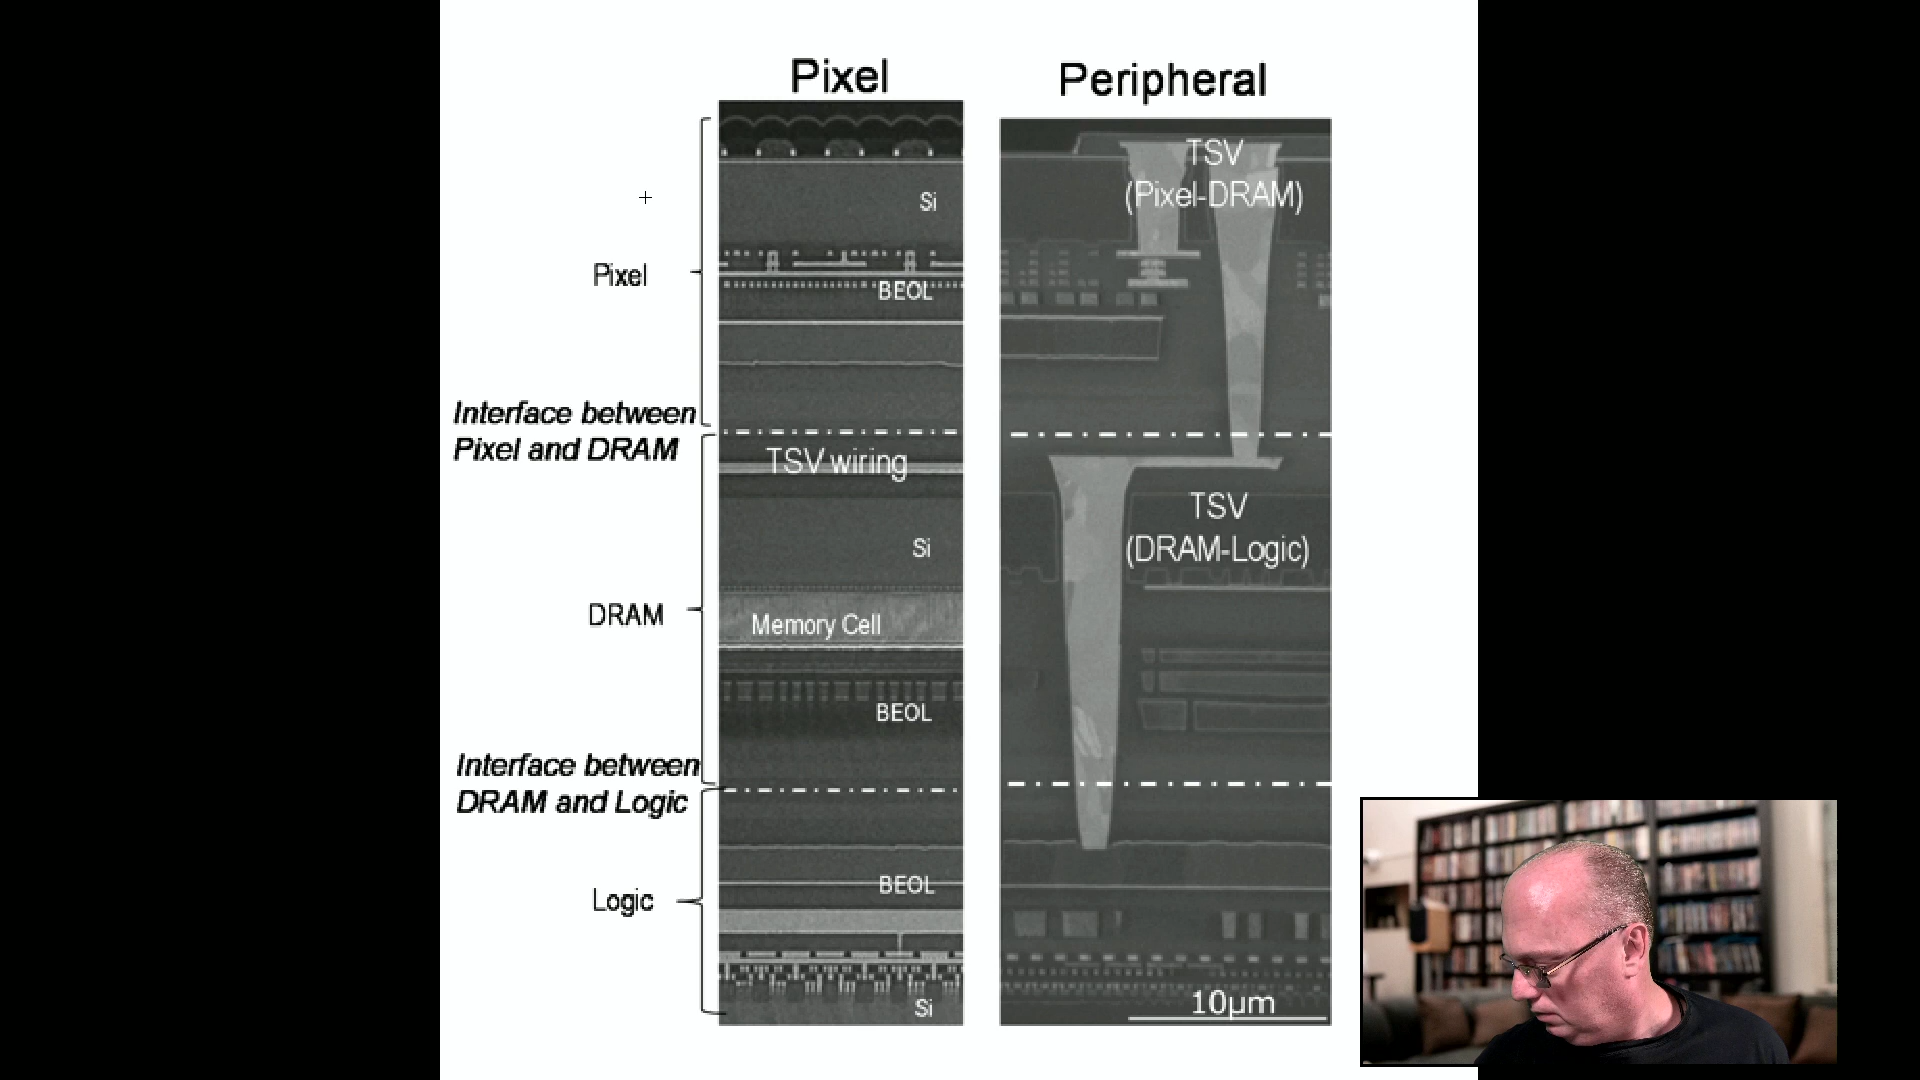 Pixel
Peripheral
TSV
(Pixel-DRAM)
Si
Pixel
BEOL
Interface between
Pixel and DRAM
TSV wiring
TSV
(DRAM-Logic)
Si
DRAM
Memory Cell
BEOL
Interface between
DRAM and Logic
BEOL
Logic
Si
10µm